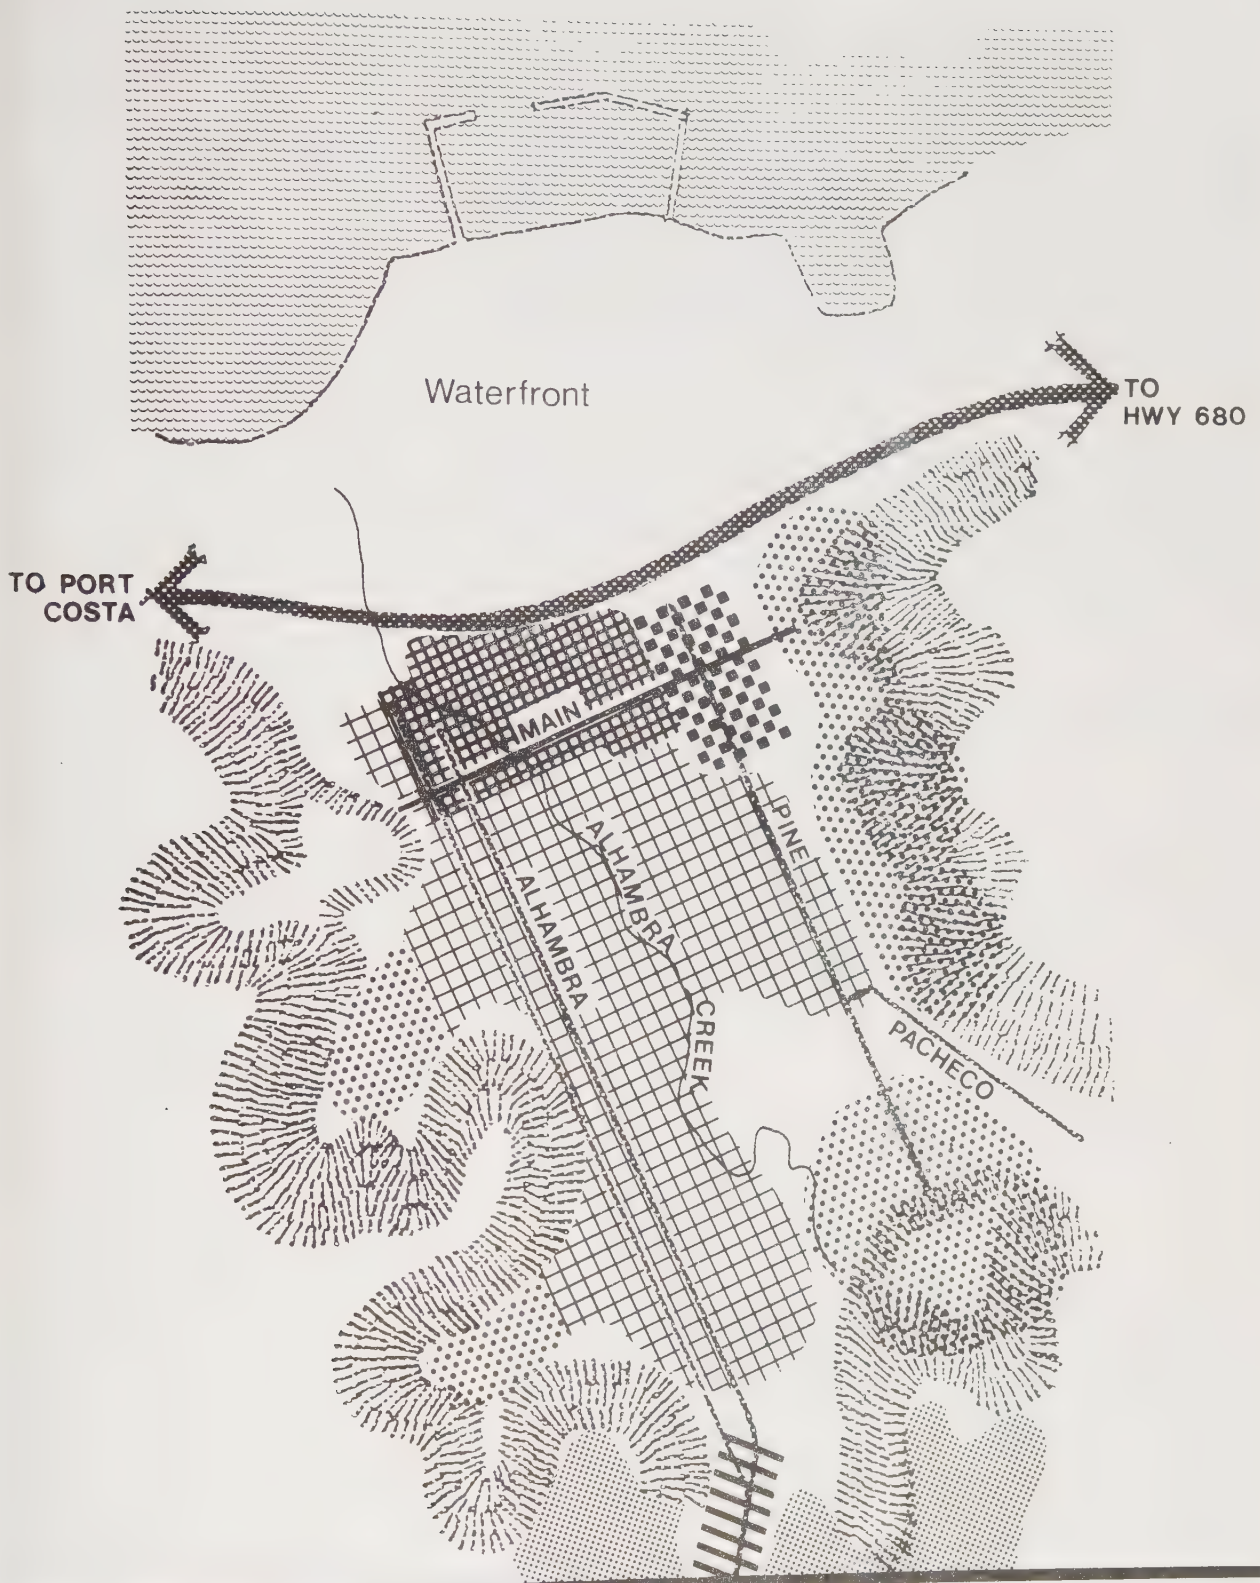 Waterfront
TO
HWY 680
TO PORT
COSTA
MAIN
PINE
ALHAMBRA
ALHAMBRA
CREEK
PACHECO